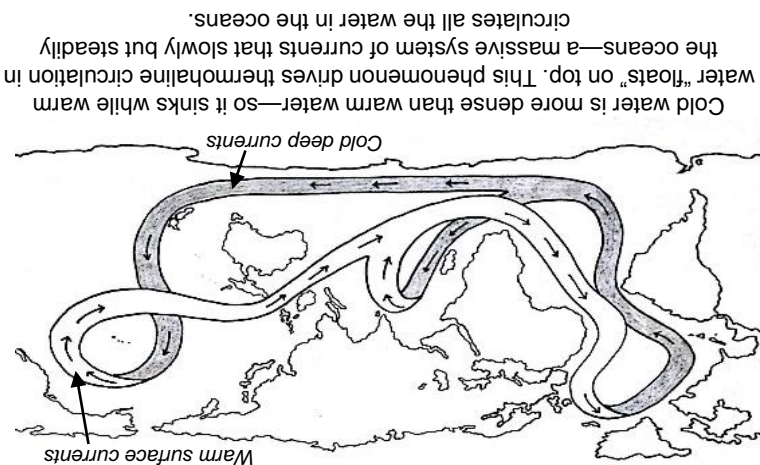 Warm surface currents
Cold deep currents
Cold water is more dense than warm water—so it sinks while warm
water “floats” on top. This phenomenon drives thermohaline circulation in
the oceans—a massive system of currents that slowly but steadily
circulates all the water in the oceans.